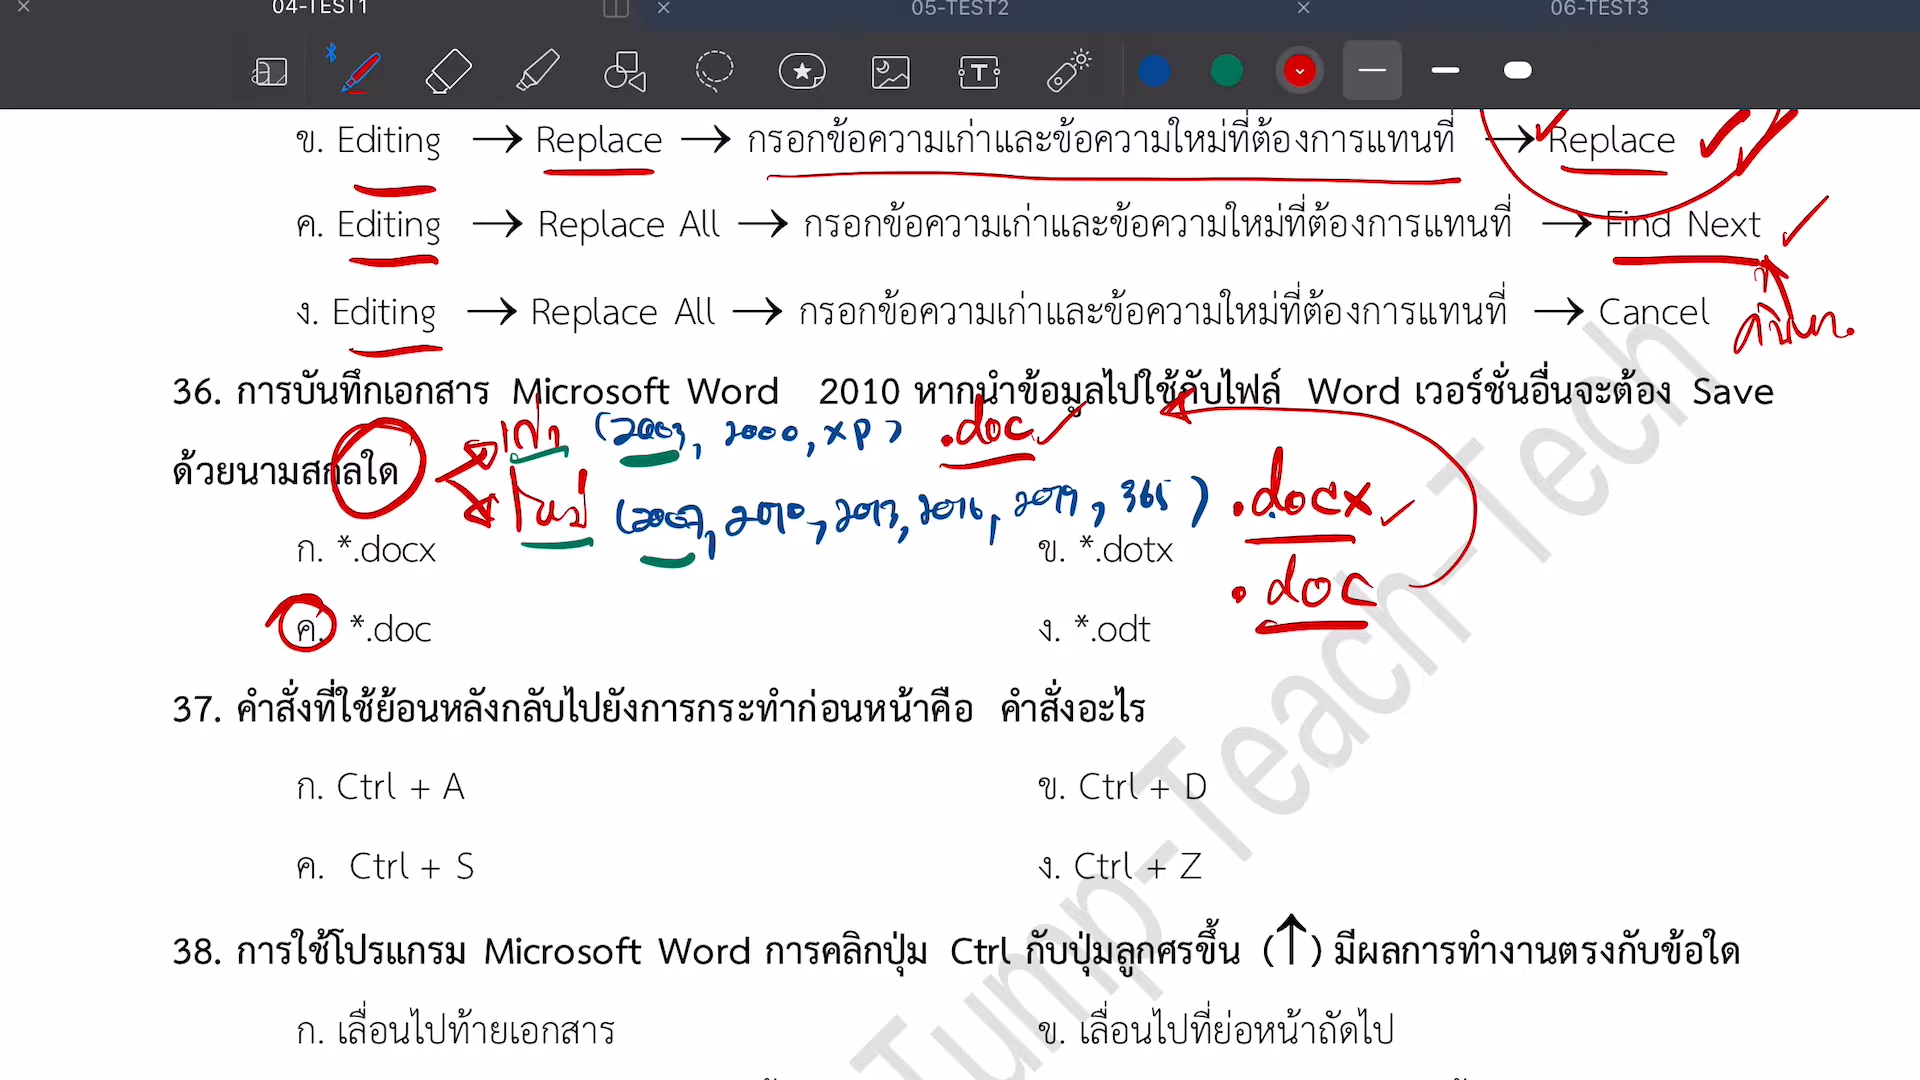 04-TEST1 05-TEST2 06-TEST3
ข. Editing → Replace → กรอกข้อความเก่าและข้อความใหม่ที่ต้องการแทนที่ → Replace
ค. Editing → Replace All → กรอกข้อความเก่าและข้อความใหม่ที่ต้องการแทนที่ → Find Next
ง. Editing → Replace All → กรอกข้อความเก่าและข้อความใหม่ที่ต้องการแทนที่ → Cancel
36. การบันทึกเอกสาร Microsoft Word 2010 หากนำข้อมูลไปใช้กับไฟล์ Word เวอร์ชั่นอื่นจะต้อง Save
เก่า (2003, 2000, xp) .doc
ด้วยนามสกุลใด
ใหม่ (2007, 2010, 2013, 2016, 2019, 365) .docx
ก. *.docx ข. *.dotx
.doc
ค. *.doc ง. *.odt
37. คำสั่งที่ใช้ย้อนหลังกลับไปยังการกระทำก่อนหน้าคือ คำสั่งอะไร
ก. Ctrl + A ข. Ctrl + D
ค. Ctrl + S ง. Ctrl + Z
38. การใช้โปรแกรม Microsoft Word การคลิกปุ่ม Ctrl กับปุ่มลูกศรขึ้น (↑) มีผลการทำงานตรงกับข้อใด
ก. เลื่อนไปท้ายเอกสาร ข. เลื่อนไปที่ย่อหน้าถัดไป
Tump-Teach-Tech